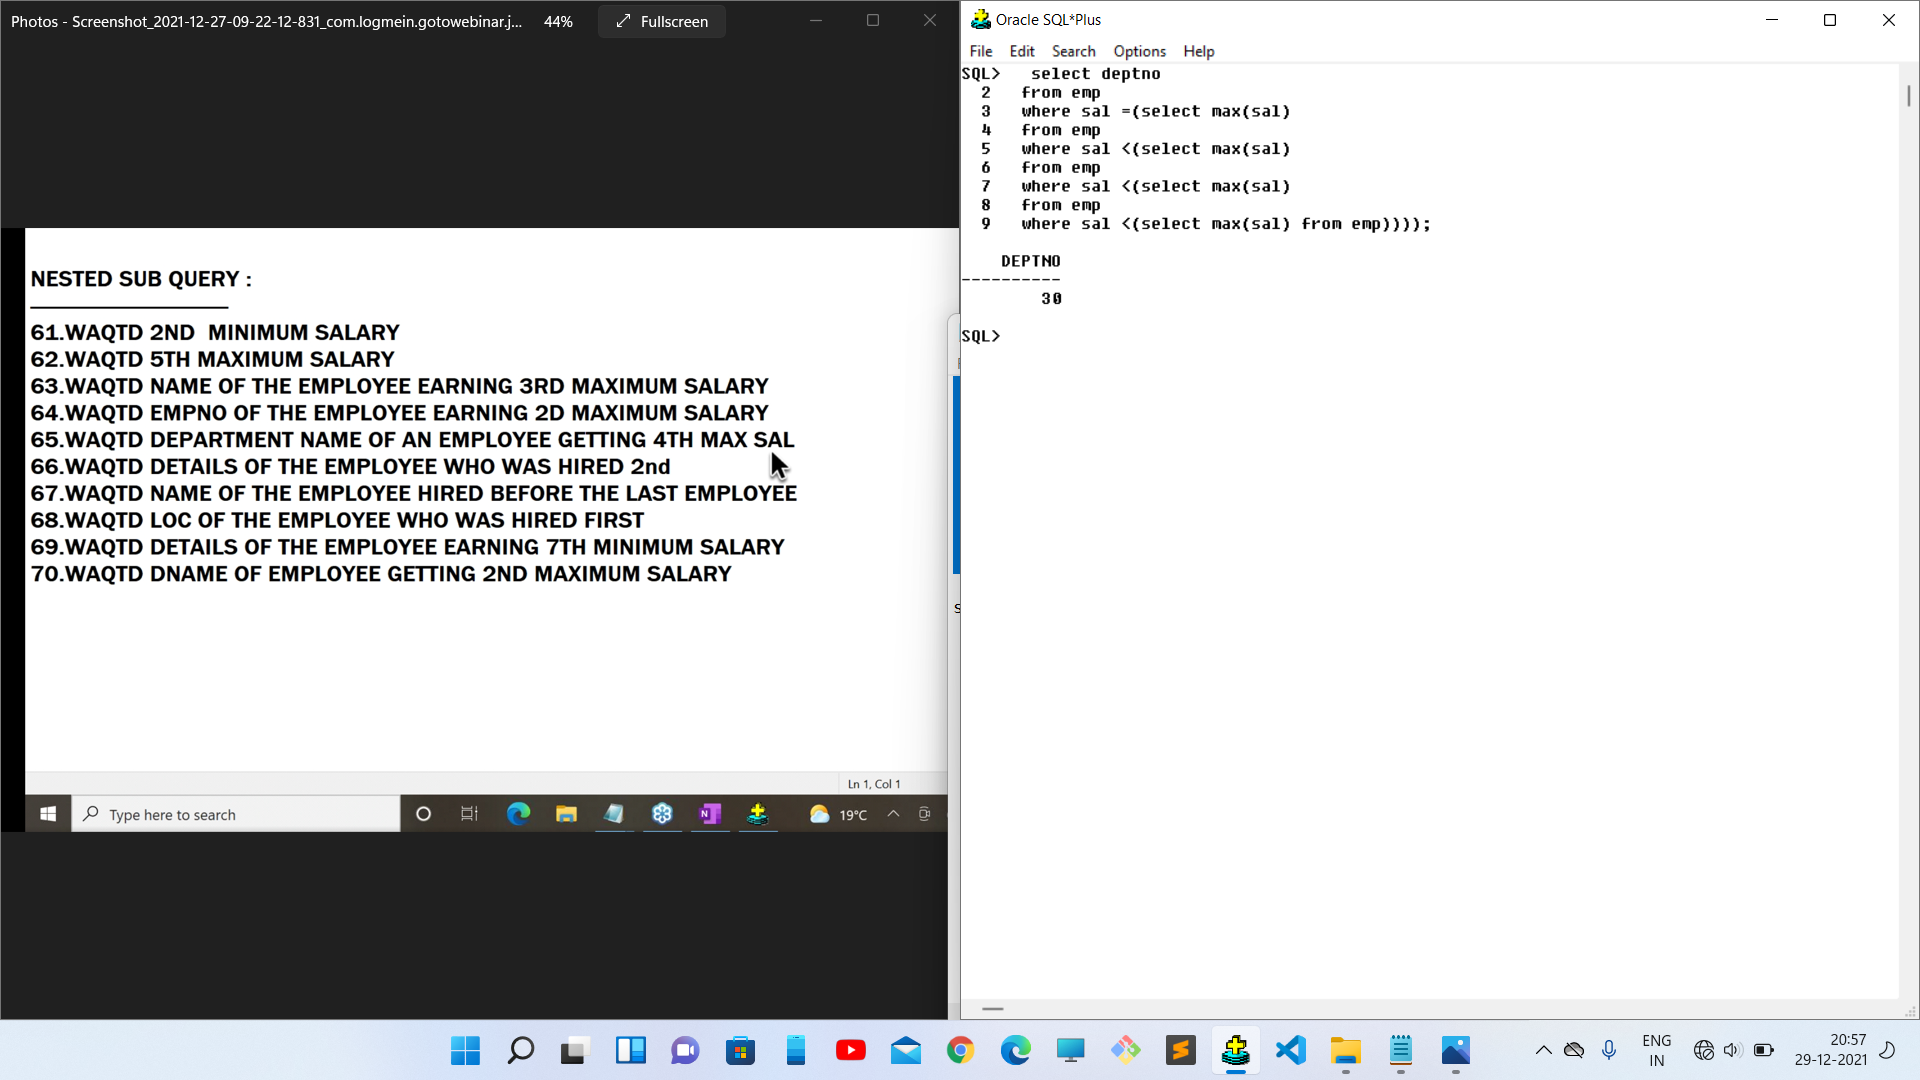 Photos - Screenshot_2021-12-27-09-22-12-831_com.logmein.gotowebinar.j...
44%
Fullscreen
NESTED SUB QUERY :
61.WAQTD 2ND  MINIMUM SALARY
62.WAQTD 5TH MAXIMUM SALARY
63.WAQTD NAME OF THE EMPLOYEE EARNING 3RD MAXIMUM SALARY
64.WAQTD EMPNO OF THE EMPLOYEE EARNING 2D MAXIMUM SALARY
65.WAQTD DEPARTMENT NAME OF AN EMPLOYEE GETTING 4TH MAX SAL
66.WAQTD DETAILS OF THE EMPLOYEE WHO WAS HIRED 2nd
67.WAQTD NAME OF THE EMPLOYEE HIRED BEFORE THE LAST EMPLOYEE
68.WAQTD LOC OF THE EMPLOYEE WHO WAS HIRED FIRST
69.WAQTD DETAILS OF THE EMPLOYEE EARNING 7TH MINIMUM SALARY
70.WAQTD DNAME OF EMPLOYEE GETTING 2ND MAXIMUM SALARY
Ln 1, Col 1
Type here to search
19°C
Oracle SQL*Plus
File Edit Search Options Help
SQL>   select deptno
  2   from emp
  3   where sal =(select max(sal)
  4   from emp
  5   where sal <(select max(sal)
  6   from emp
  7   where sal <(select max(sal)
  8   from emp
  9   where sal <(select max(sal) from emp))));
    DEPTNO
----------
        30
SQL>
ENG
IN
20:57
29-12-2021